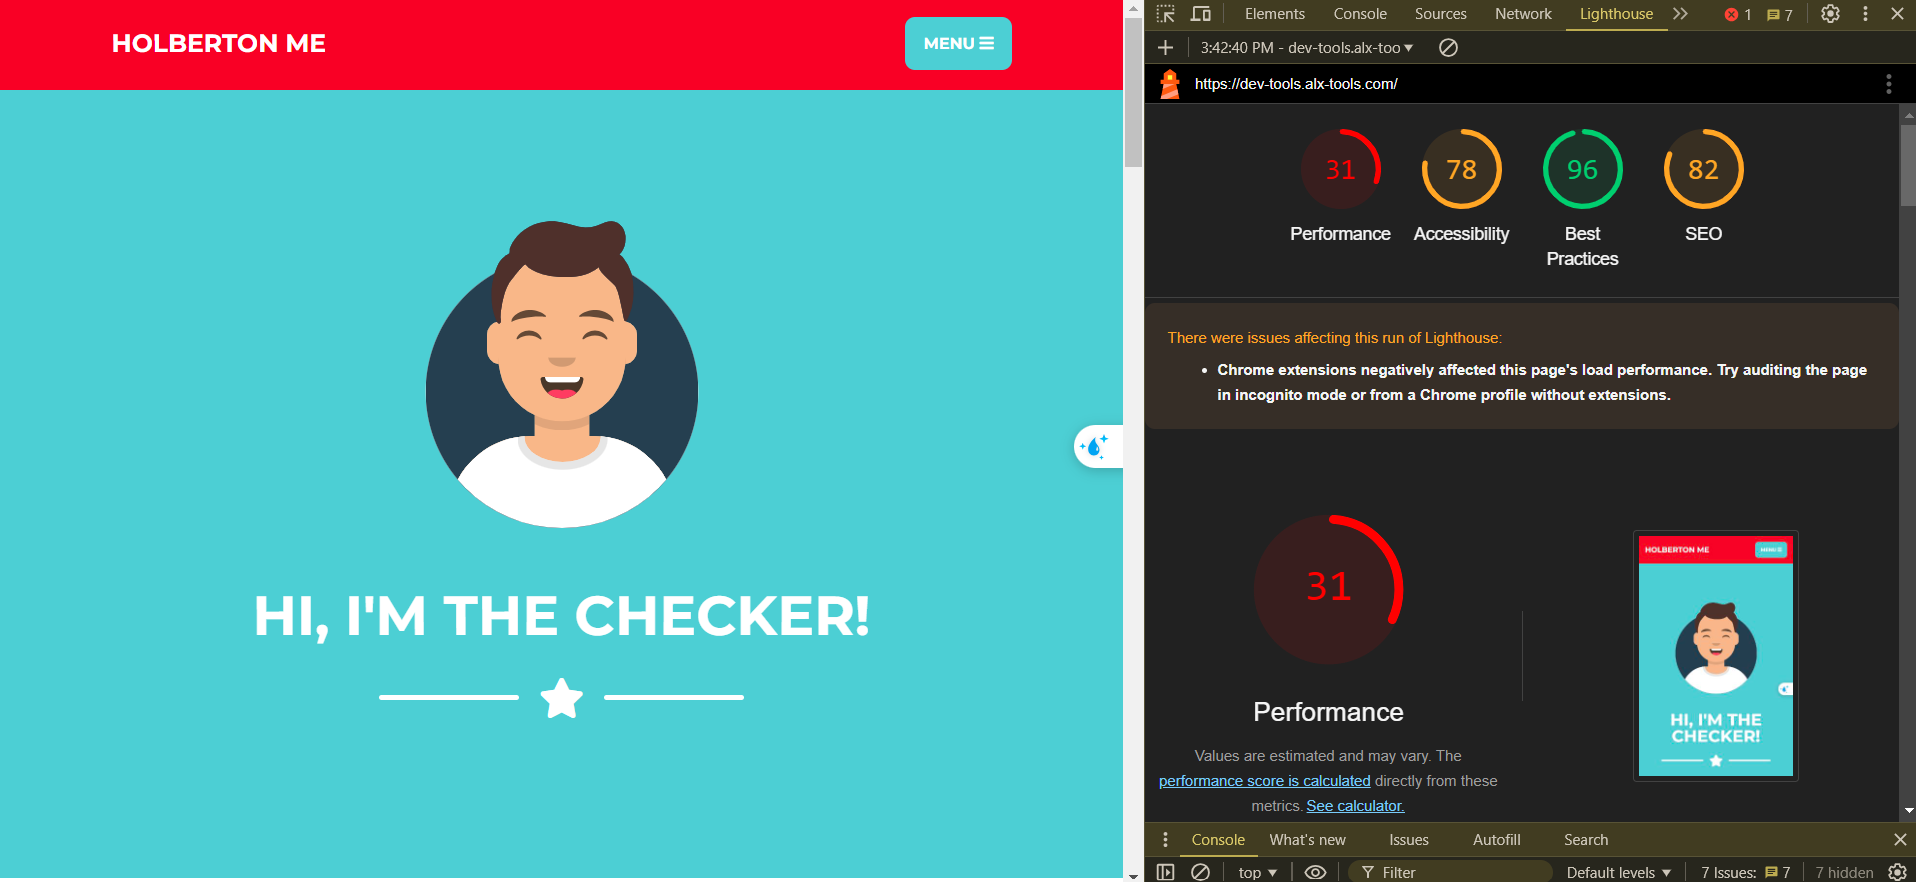 HOLBERTON ME
MENU
HI, I'M THE CHECKER!
Elements Console Sources Network Lighthouse 1 7
3:42:40 PM - dev-tools.alx-too
https://dev-tools.alx-tools.com/
31 78 96 82
Performance Accessibility Best Practices SEO
There were issues affecting this run of Lighthouse:
• Chrome extensions negatively affected this page's load performance. Try auditing the page
in incognito mode or from a Chrome profile without extensions.
31
Performance
Values are estimated and may vary. The
performance score is calculated directly from these
metrics. See calculator.
HOLBERTON ME MENU
HI, I'M THE
CHECKER!
Console What's new Issues Autofill Search
top Filter Default levels 7 Issues: 7 7 hidden